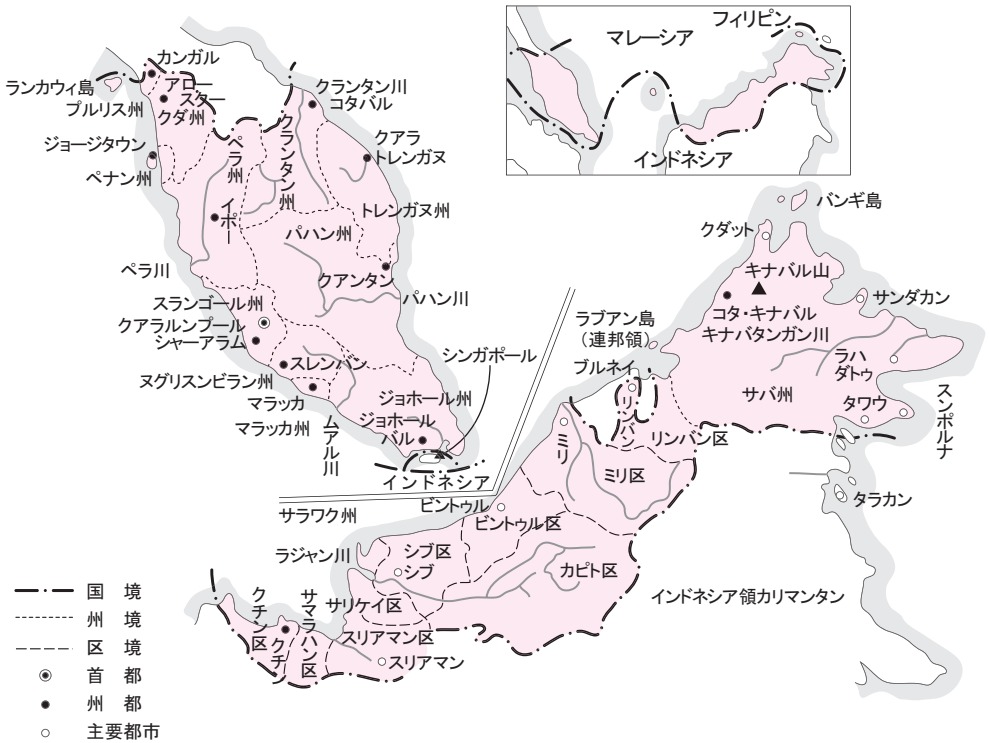 フィリピン
マレーシア
インドネシア
カンガル
ランカウィ島
アロー
スター
プルリス州
クダ州
クランタン川
コタバル
ジョージタウン
ペナン州
ペラ州
クランタン州
クアラ
トレンガヌ
イポー
トレンガヌ州
パハン州
ペラ川
クアンタン
パハン川
スランゴール州
クアラルンプール
シャーアラム
スレンバン
ヌグリスンビラン州
マラッカ
マラッカ州
ムアル川
ジョホール州
ジョホール
バル
シンガポール
インドネシア
バンギ島
クダット
キナバル山
サンダカン
コタ・キナバル
キナバタンガン川
ラブアン島
(連邦領)
ブルネイ
ラハ
ダトゥ
サバ州
タワウ
スンポルナ
リンバン
リンバン区
ミリ
ミリ区
タラカン
サラワク州
ビントゥル
ビントゥル区
ラジャン川
シブ区
シブ
カピト区
サリケイ区
インドネシア領カリマンタン
クチン区
クチン
サマラハン区
スリアマン区
スリアマン
国 境
州 境
区 境
首 都
州 都
主要都市